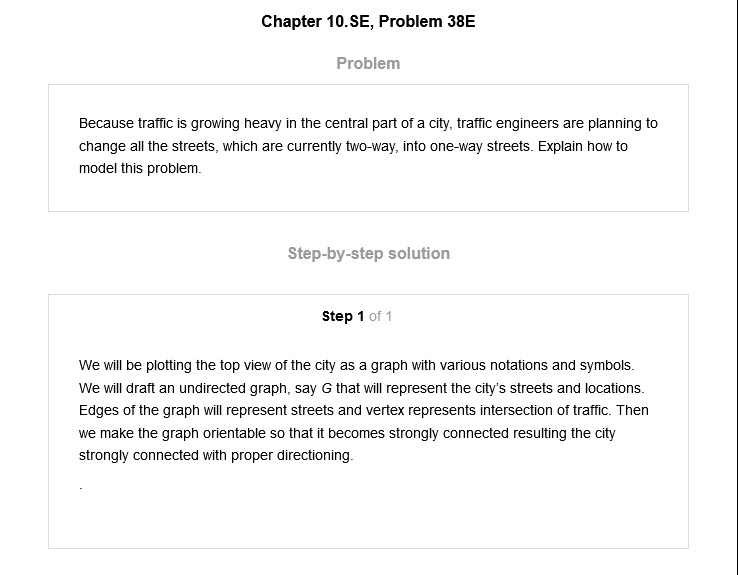 Chapter 10.SE, Problem 38E
Problem
Because traffic is growing heavy in the central part of a city, traffic engineers are planning to
change all the streets, which are currently two-way, into one-way streets. Explain how to
model this problem.
Step-by-step solution
Step 1 of 1
We will be plotting the top view of the city as a graph with various notations and symbols.
We will draft an undirected graph, say G that will represent the city's streets and locations.
Edges of the graph will represent streets and vertex represents intersection of traffic. Then
we make the graph orientable so that it becomes strongly connected resulting the city
strongly connected with proper directioning.
.